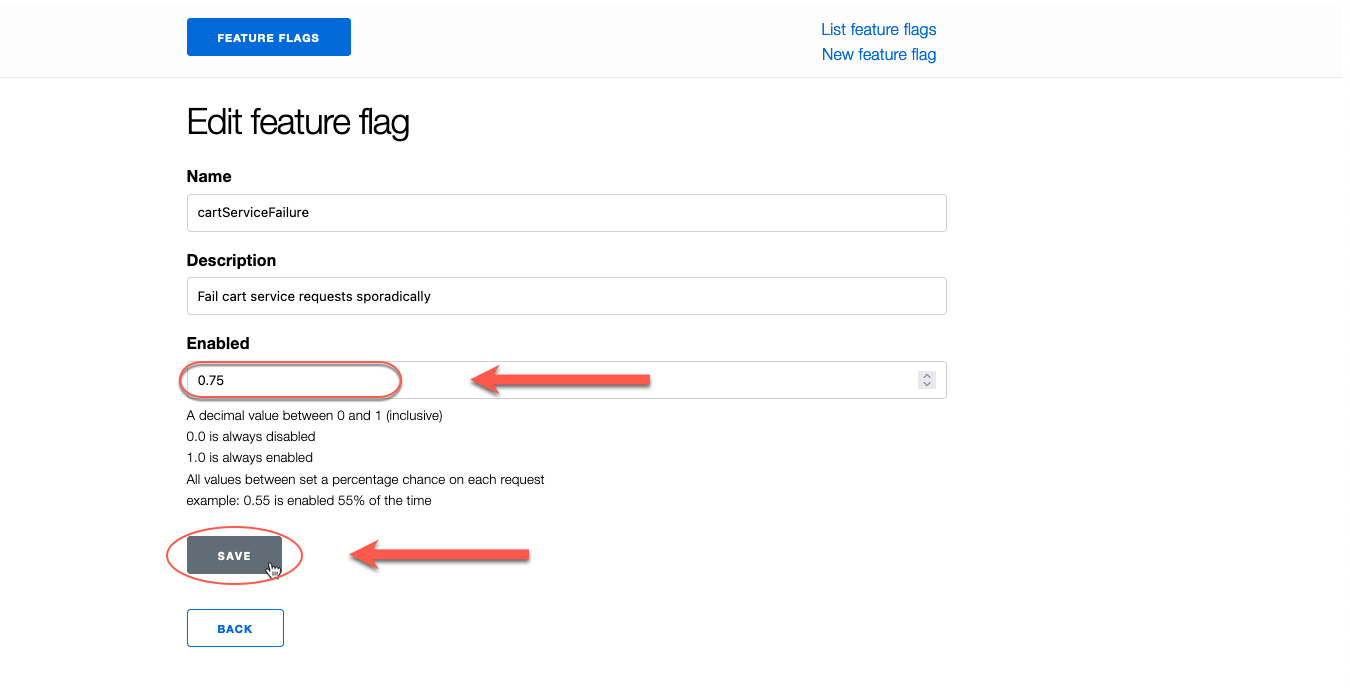 FEATURE FLAGS
List feature flags
New feature flag
Edit feature flag
Name
cartServiceFailure
Description
Fail cart service requests sporadically
Enabled
0.75
A decimal value between 0 and 1 (inclusive)
0.0 is always disabled
1.0 is always enabled
All values between set a percentage chance on each request
example: 0.55 is enabled 55% of the time
SAVE
BACK